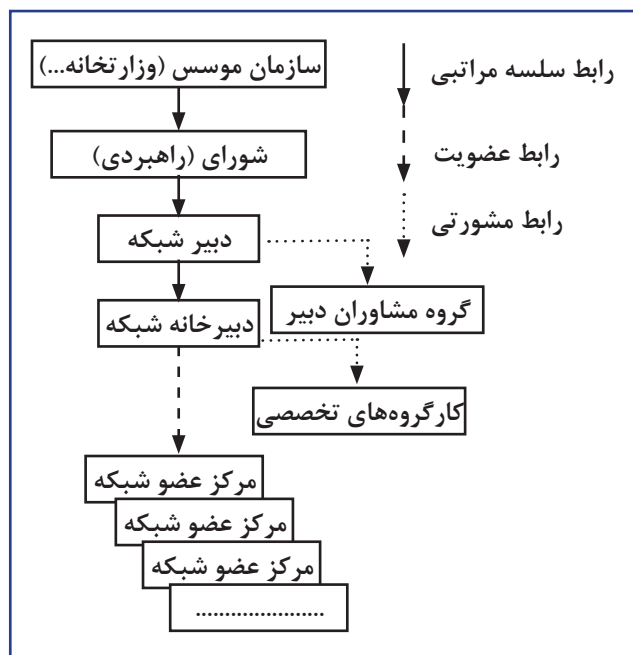 سازمان موسس (وزارتخانه...)
رابط سلسه مراتبی
شورای (راهبردی)
رابط عضویت
دبیر شبکه
رابط مشورتی
گروه مشاوران دبیر
دبیرخانه شبکه
کارگروه‌های تخصصی
مرکز عضو شبکه
مرکز عضو شبکه
مرکز عضو شبکه
......................